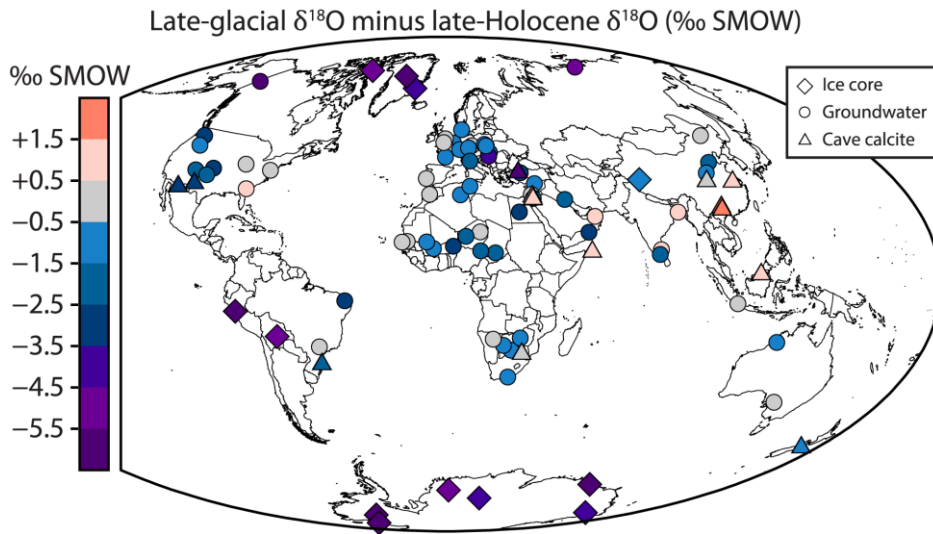 Late-glacial δ¹⁸O minus late-Holocene δ¹⁸O (‰ SMOW)
‰ SMOW
+1.5
+0.5
−0.5
−1.5
−2.5
−3.5
−4.5
−5.5
Ice core
Groundwater
Cave calcite